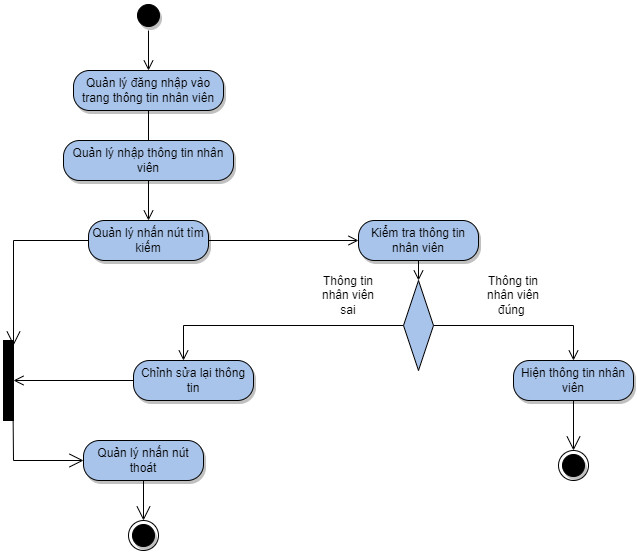 Quản lý đăng nhập vào
trang thông tin nhân viên
Quản lý nhập thông tin nhân
viên
Quản lý nhấn nút tìm
kiếm
Kiểm tra thông tin
nhân viên
Thông tin
nhân viên
sai
Thông tin
nhân viên
đúng
Chỉnh sửa lại thông
tin
Hiện thông tin nhân
viên
Quản lý nhấn nút
thoát